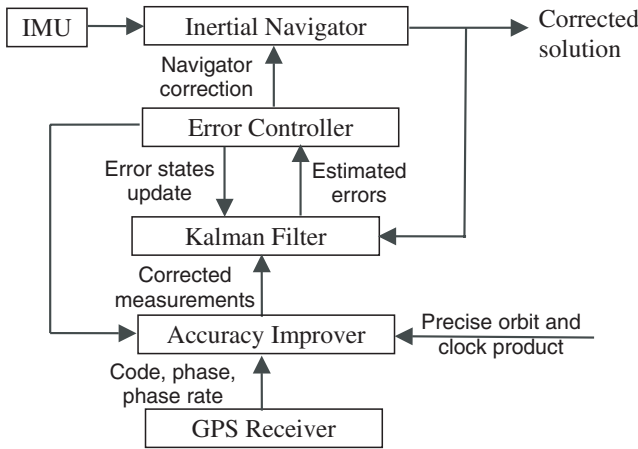 IMU
Inertial Navigator
Corrected
solution
Navigator
correction
Error Controller
Error states
update
Estimated
errors
Kalman Filter
Corrected
measurements
Accuracy Improver
Precise orbit and
clock product
Code, phase,
phase rate
GPS Receiver